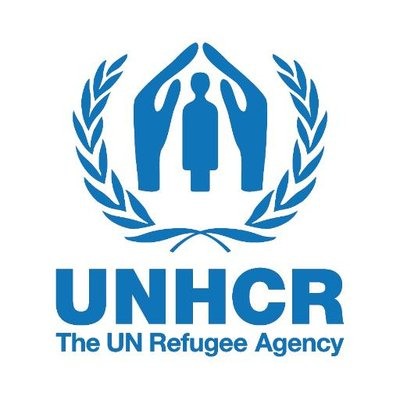 UNHCR
The UN Refugee Agency